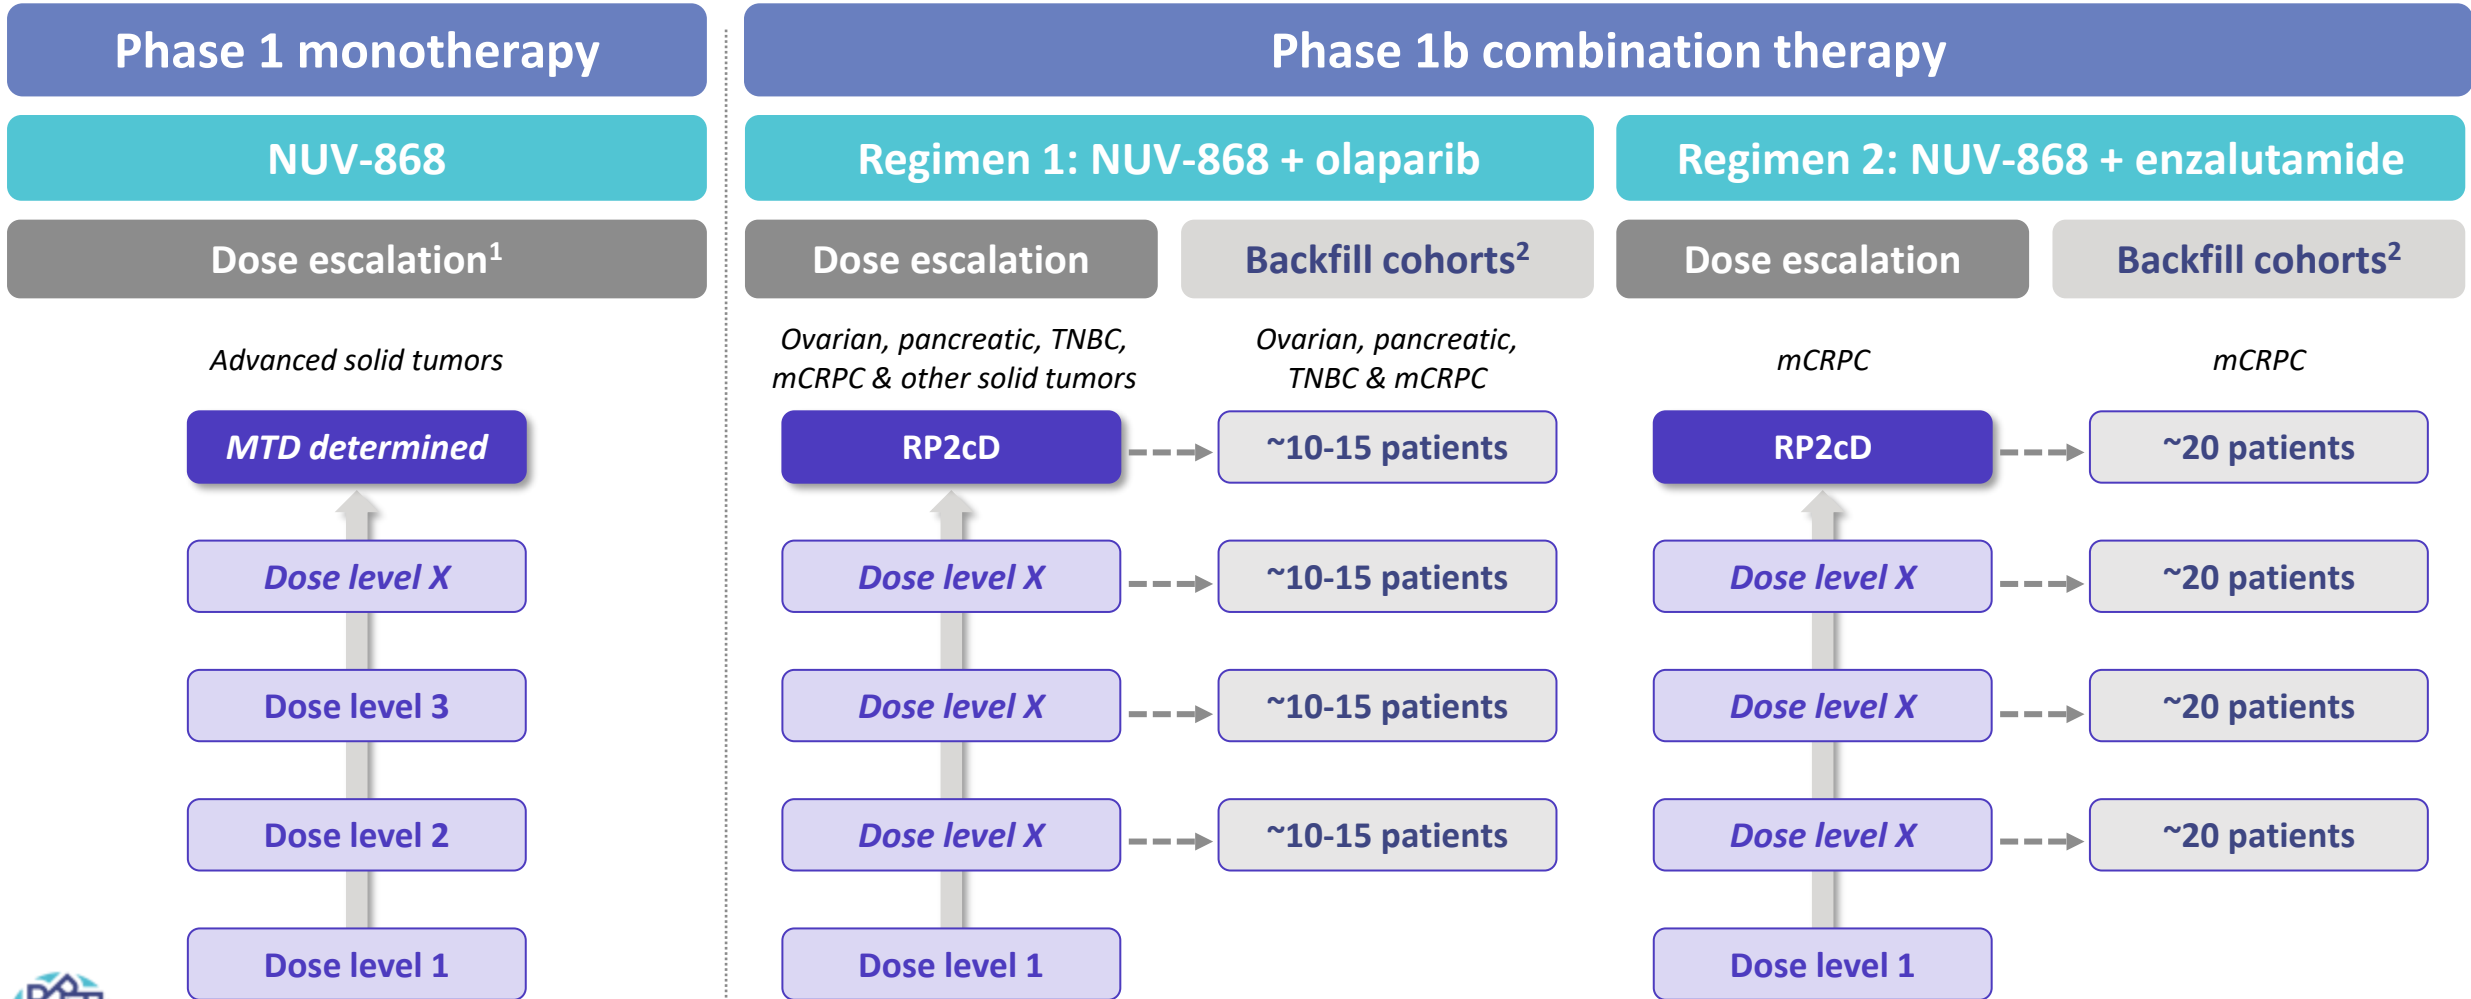 Phase 1 monotherapy
Phase 1b combination therapy
NUV-868
Regimen 1: NUV-868 + olaparib
Regimen 2: NUV-868 + enzalutamide
Dose escalation¹
Dose escalation
Backfill cohorts²
Dose escalation
Backfill cohorts²
Advanced solid tumors
Ovarian, pancreatic, TNBC,
mCRPC & other solid tumors
Ovarian, pancreatic,
TNBC & mCRPC
mCRPC
mCRPC
MTD determined
RP2cD
~10-15 patients
RP2cD
~20 patients
Dose level X
Dose level X
~10-15 patients
Dose level X
~20 patients
Dose level 3
Dose level X
~10-15 patients
Dose level X
~20 patients
Dose level 2
Dose level X
~10-15 patients
Dose level X
~20 patients
Dose level 1
Dose level 1
Dose level 1